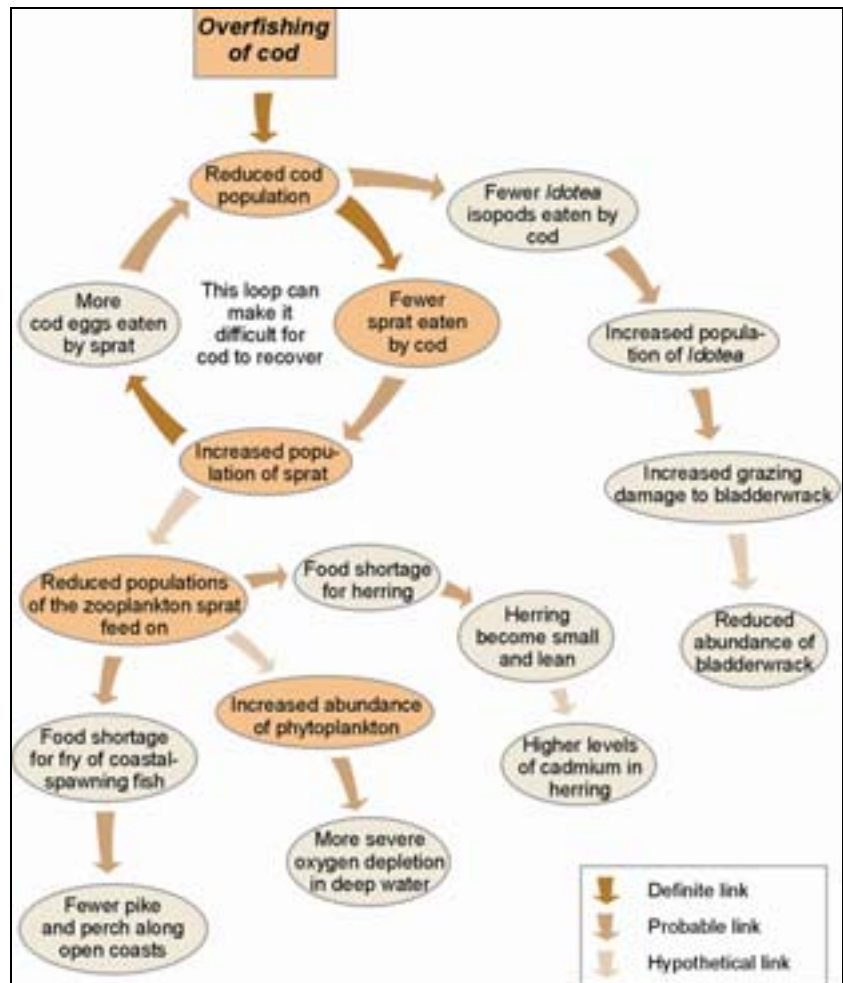 Overfishing
of cod
Reduced cod
population
Fewer Idotea
isopods eaten by
cod
More
cod eggs eaten
by sprat
This loop can
make it
difficult for
cod to recover
Fewer
sprat eaten
by cod
Increased popula-
tion of Idotea
Increased popu-
lation of sprat
Increased grazing
damage to bladderwrack
Reduced populations
of the zooplankton sprat
feed on
Food shortage
for herring
Herring
become small
and lean
Reduced
abundance of
bladderwrack
Increased abundance
of phytoplankton
Food shortage
for fry of coastal-
spawning fish
Higher levels
of cadmium in
herring
More severe
oxygen depletion
in deep water
Fewer pike
and perch along
open coasts
Definite link
Probable link
Hypothetical link